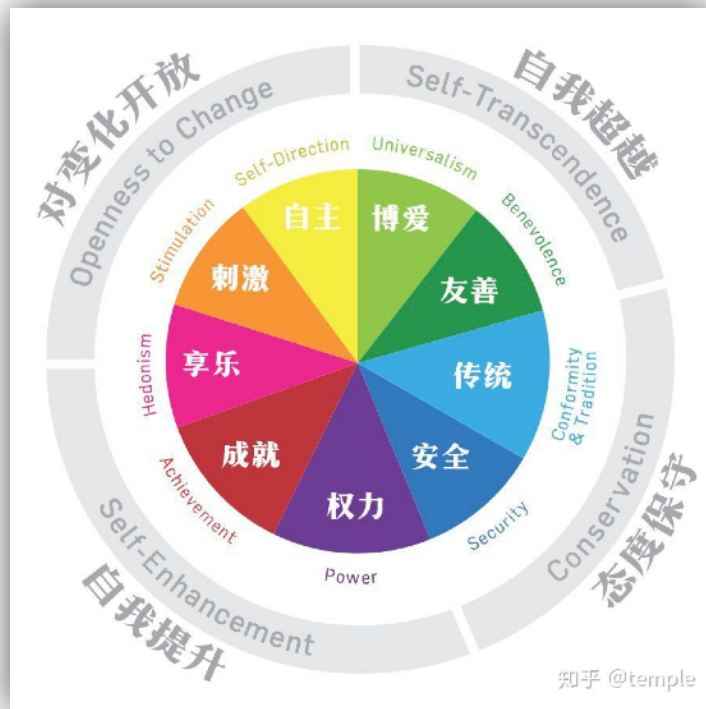 对变化开放
Openness to Change
自我超越
Self-Transcendence
Self-Direction
自主
Universalism
博爱
Stimulation
刺激
Benevolence
友善
Hedonism
享乐
传统
Conformity
& Tradition
Achievement
成就
安全
Security
权力
Power
Self-Enhancement
自我提升
Conservation
态度保守
知乎 @temple